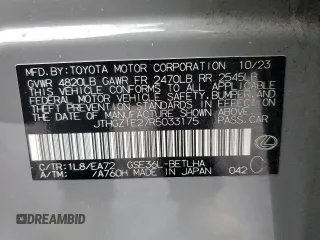 MFD.BY:TOYOTA MOTOR CORPORATION 10/23
GVWR 4820LB GAWR FR 2470LB RR 2545LB
THIS VEHICLE CONFORMS TO ALL APPLICABLE
FEDERAL MOTOR VEHICLE SAFETY, BUMPER, AND
THEFT PREVENTION STANDARDS IN EFFECT ON
THE DATE OF MANUFACTURE SHOWN ABOVE.
JTHGZ1E27R5C33175 PASS.CAR
C/TR:1L8/EA72 GSE36L-BETLHA C
A/TM: /A760H MADE IN JAPAN 042
DEALERSHIP